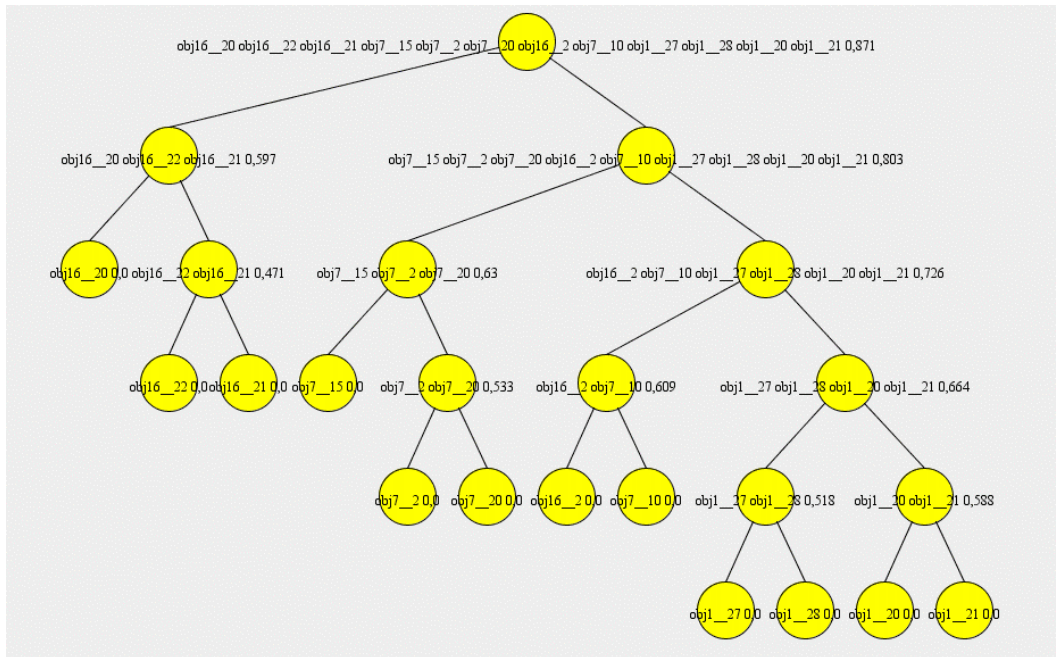 obj16__20 obj16__22 obj16__21 obj7__15 obj7__2 obj7__20 obj16__2 obj7__10 obj1__27 obj1__28 obj1__20 obj1__21 0,871
obj16__20 obj16__22 obj16__21 0,597
obj7__15 obj7__2 obj7__20 obj16__2 obj7__10 obj1__27 obj1__28 obj1__20 obj1__21 0,803
obj16__20 0,0
obj16__22 obj16__21 0,471
obj7__15 obj7__2 obj7__20 0,63
obj16__2 obj7__10 obj1__27 obj1__28 obj1__20 obj1__21 0,726
obj16__22 0,0
obj16__21 0,0
obj7__15 0,0
obj7__2 obj7__20 0,533
obj16__2 obj7__10 0,609
obj1__27 obj1__28 obj1__20 obj1__21 0,664
obj7__2 0,0
obj7__20 0,0
obj16__2 0,0
obj7__10 0,0
obj1__27 obj1__28 0,518
obj1__20 obj1__21 0,588
obj1__27 0,0
obj1__28 0,0
obj1__20 0,0
obj1__21 0,0